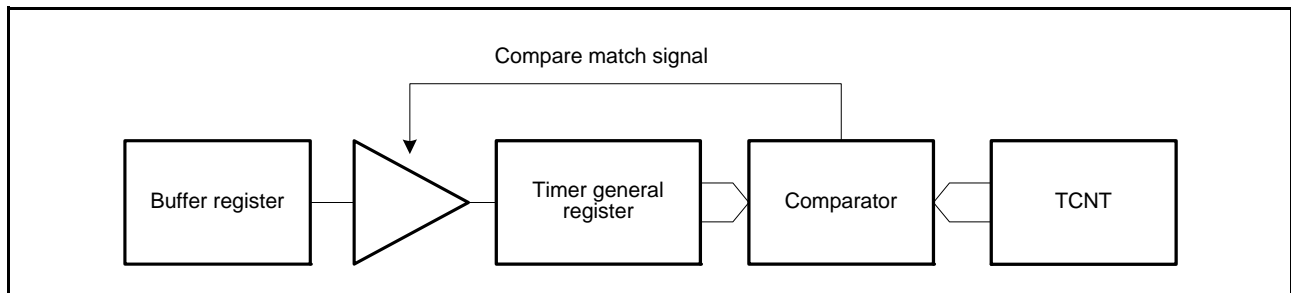 Compare match signal
Buffer register
Timer general
register
Comparator
TCNT